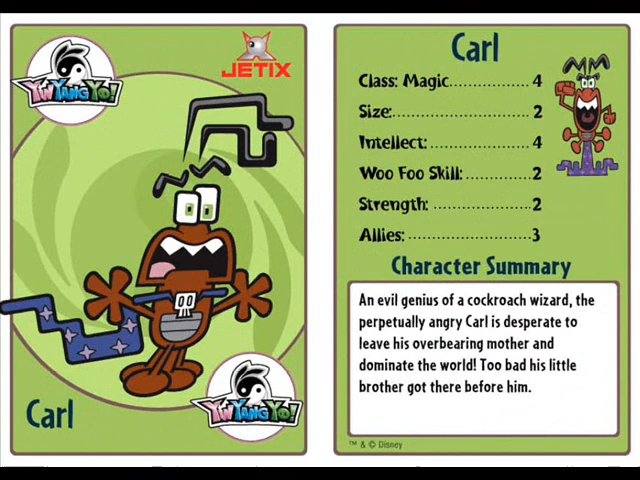 Yin Yang Yo!
JETIX
Carl
Yin Yang Yo!
Carl
Class: Magic 4
Size: 2
Intellect: 4
Woo Foo Skill: 2
Strength: 2
Allies: 3
Character Summary
An evil genius of a cockroach wizard, the
perpetually angry Carl is desperate to
leave his overbearing mother and
dominate the world! Too bad his little
brother got there before him.
™ & © Disney